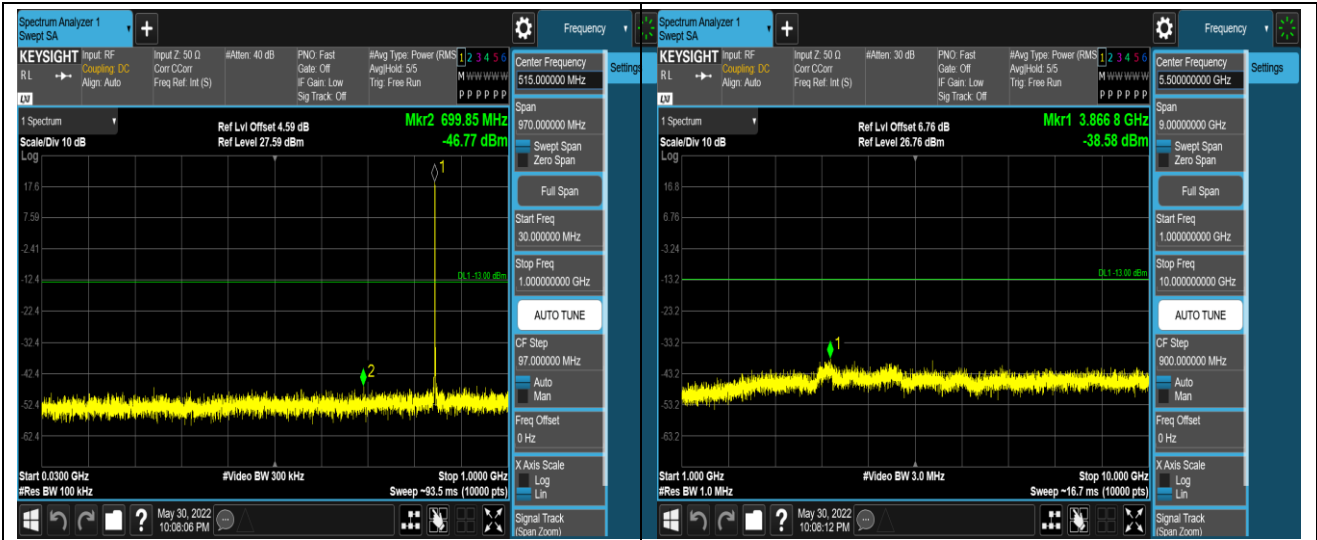 Spectrum Analyzer 1
Swept SA
+
KEYSIGHT
RL
LXI
Input: RF
Coupling: DC
Align: Auto
Input Z: 50 Ω
Corr CCorr
Freq Ref: Int (S)
#Atten: 40 dB
PNO: Fast
Gate: Off
IF Gain: Low
Sig Track: Off
#Avg Type: Power (RMS
Avg|Hold: 5/5
Trig: Free Run
1 2 3 4 5 6
M W W W W W
P P P P P P
1 Spectrum
Scale/Div 10 dB
Log
Ref Lvl Offset 4.59 dB
Ref Level 27.59 dBm
Mkr2 699.85 MHz
-46.77 dBm
17.6
7.59
-2.41
-12.4
-22.4
-32.4
-42.4
-52.4
-62.4
1
DL1 -13.00 dBm
2
Start 0.0300 GHz
#Res BW 100 kHz
#Video BW 300 kHz
Stop 1.0000 GHz
Sweep ~93.5 ms (10000 pts)
?
May 30, 2022
10:08:06 PM
Frequency
Settings
Center Frequency
515.000000 MHz
Span
970.000000 MHz
Swept Span
Zero Span
Full Span
Start Freq
30.000000 MHz
Stop Freq
1.000000000 GHz
AUTO TUNE
CF Step
97.000000 MHz
Auto
Man
Freq Offset
0 Hz
X Axis Scale
Log
Lin
Signal Track
(Span Zoom)
Spectrum Analyzer 1
Swept SA
+
KEYSIGHT
RL
LXI
Input: RF
Coupling: DC
Align: Auto
Input Z: 50 Ω
Corr CCorr
Freq Ref: Int (S)
#Atten: 30 dB
PNO: Fast
Gate: Off
IF Gain: Low
Sig Track: Off
#Avg Type: Power (RMS
Avg|Hold: 5/5
Trig: Free Run
1 2 3 4 5 6
M W W W W W
P P P P P P
1 Spectrum
Scale/Div 10 dB
Log
Ref Lvl Offset 6.76 dB
Ref Level 26.76 dBm
Mkr1 3.866 8 GHz
-38.58 dBm
16.8
6.76
-3.24
-13.2
-23.2
-33.2
-43.2
-53.2
-63.2
DL1 -13.00 dBm
1
Start 1.000 GHz
#Res BW 1.0 MHz
#Video BW 3.0 MHz
Stop 10.000 GHz
Sweep ~16.7 ms (10000 pts)
?
May 30, 2022
10:08:12 PM
Frequency
Settings
Center Frequency
5.500000000 GHz
Span
9.00000000 GHz
Swept Span
Zero Span
Full Span
Start Freq
1.000000000 GHz
Stop Freq
10.000000000 GHz
AUTO TUNE
CF Step
900.000000 MHz
Auto
Man
Freq Offset
0 Hz
X Axis Scale
Log
Lin
Signal Track
(Span Zoom)